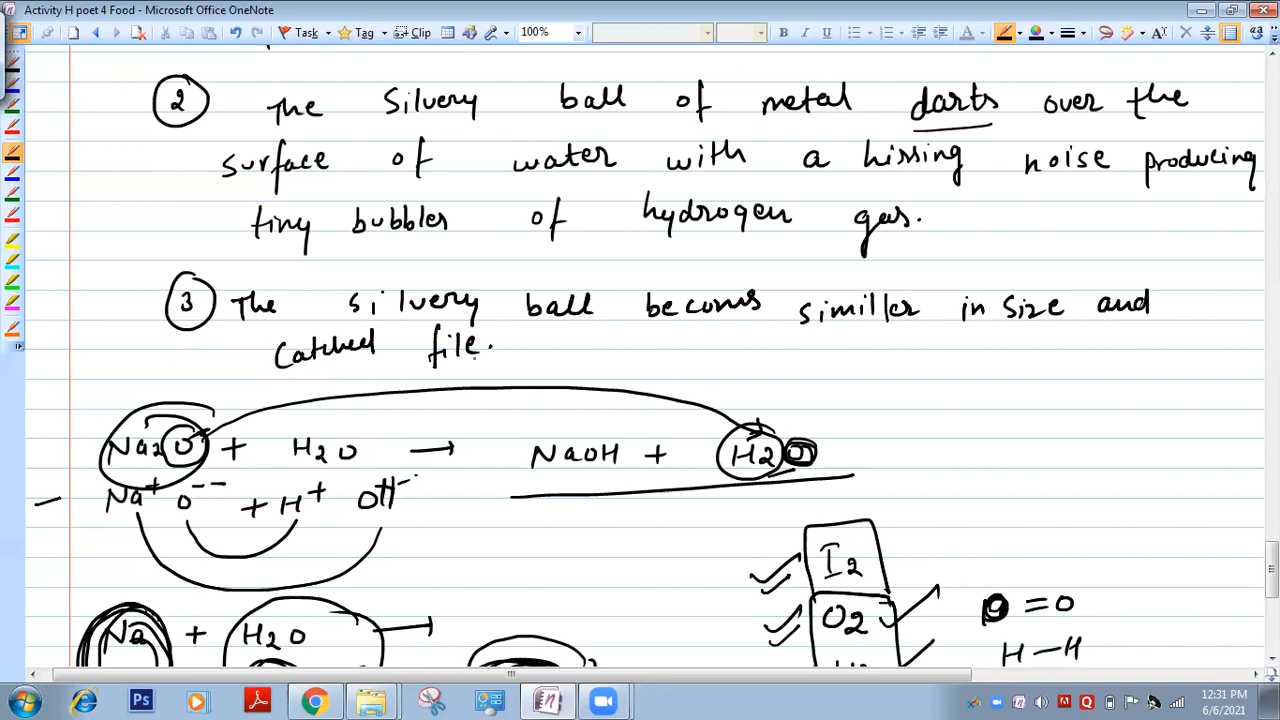 Activity H poet 4 Food - Microsoft Office OneNote
Task Tag Clip 100% B I U A
2 The Silvery ball of metal darts over the
surface of water with a hissing noise producing
tiny bubbles of hydrogen gas.
3 The silvery ball becoms similler in size and
Catched file.
Na2O + H2O → NaOH + H2O
- Na+ O-- + H+ OH-
I2
Na + H2O → O2 O=O
H-H
Ps
12:31 PM
6/6/2021